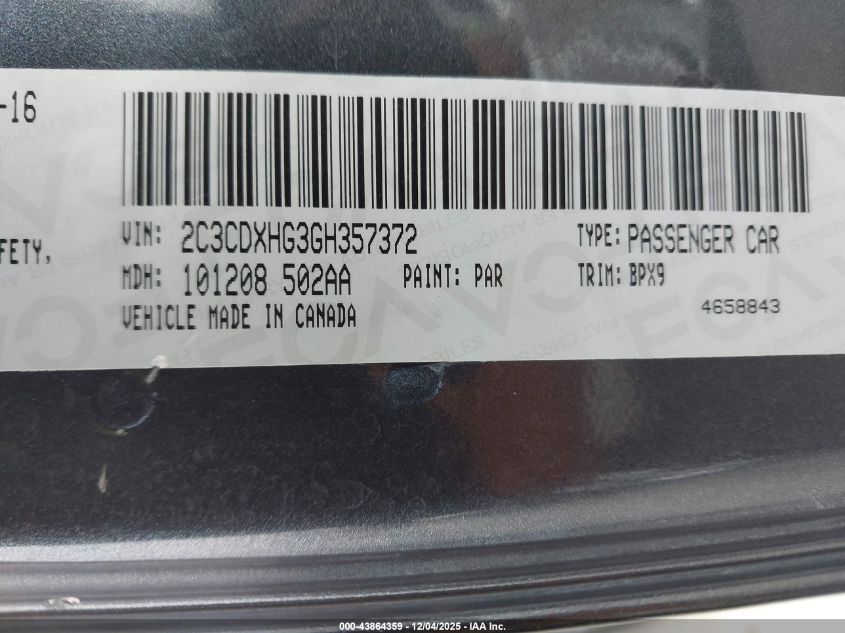 -16
VIN: 2C3CDXHG3GH357372
TYPE: PASSENGER CAR
FETY,
MDH: 101208 502AA
PAINT: PAR
TRIM: BPX9
VEHICLE MADE IN CANADA
4658843
000-43864359 - 12/04/2025 - IAA Inc.